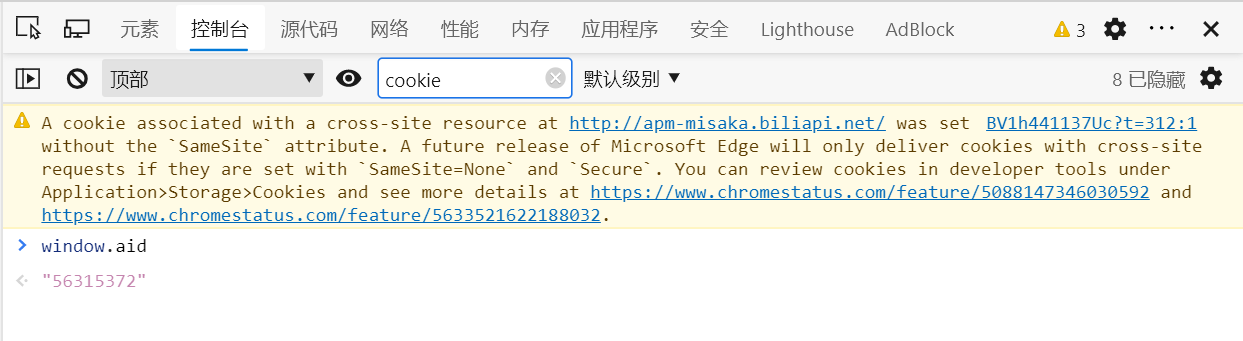 元素 控制台 源代码 网络 性能 内存 应用程序 安全 Lighthouse AdBlock 3
顶部 cookie 默认级别 8 已隐藏
A cookie associated with a cross-site resource at http://apm-misaka.biliapi.net/ was set BV1h441137Uc?t=312:1
without the `SameSite` attribute. A future release of Microsoft Edge will only deliver cookies with cross-site
requests if they are set with `SameSite=None` and `Secure`. You can review cookies in developer tools under
Application>Storage>Cookies and see more details at https://www.chromestatus.com/feature/5088147346030592 and
https://www.chromestatus.com/feature/5633521622188032.
window.aid
"56315372"